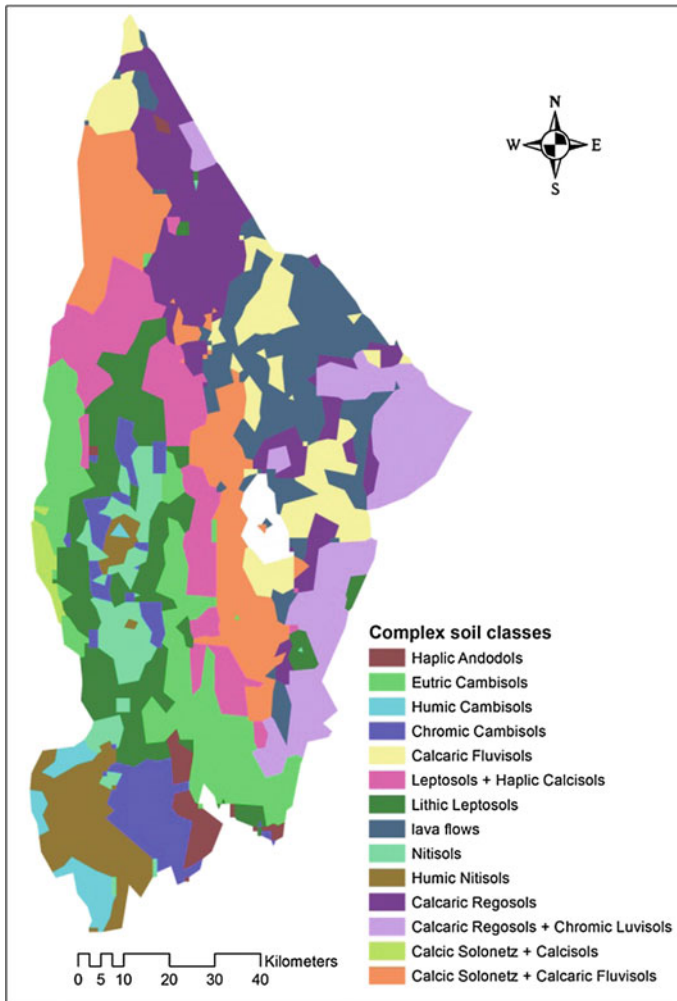 N
W E
S
Complex soil classes
Haplic Andodols
Eutric Cambisols
Humic Cambisols
Chromic Cambisols
Calcaric Fluvisols
Leptosols + Haplic Calcisols
Lithic Leptosols
lava flows
Nitisols
Humic Nitisols
Calcaric Regosols
Calcaric Regosols + Chromic Luvisols
Calcic Solonetz + Calcisols
Calcic Solonetz + Calcaric Fluvisols
Kilometers
0 5 10 20 30 40